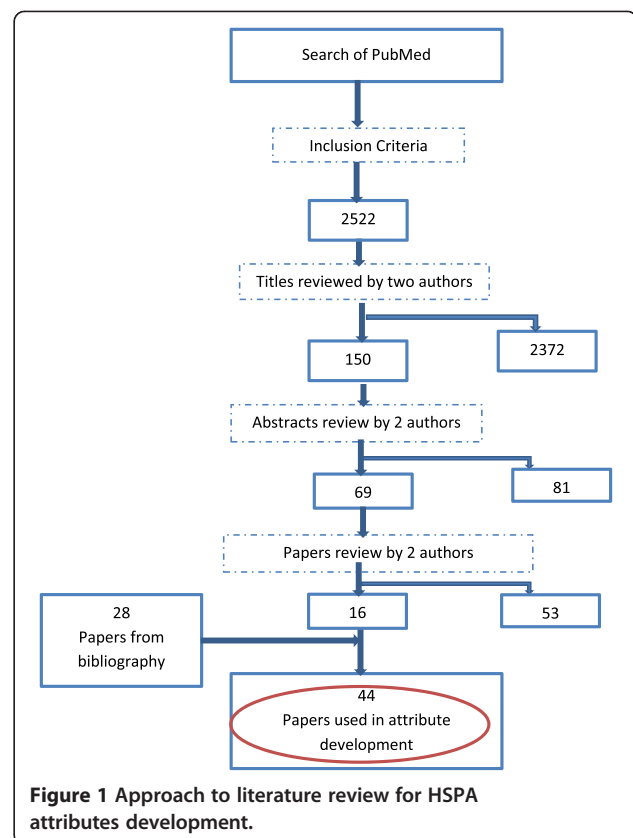 Search of PubMed
Inclusion Criteria
2522
Titles reviewed by two authors
150
2372
Abstracts review by 2 authors
69
81
Papers review by 2 authors
28
Papers from
bibliography
16
53
44
Papers used in attribute
development
Figure 1 Approach to literature review for HSPA
attributes development.